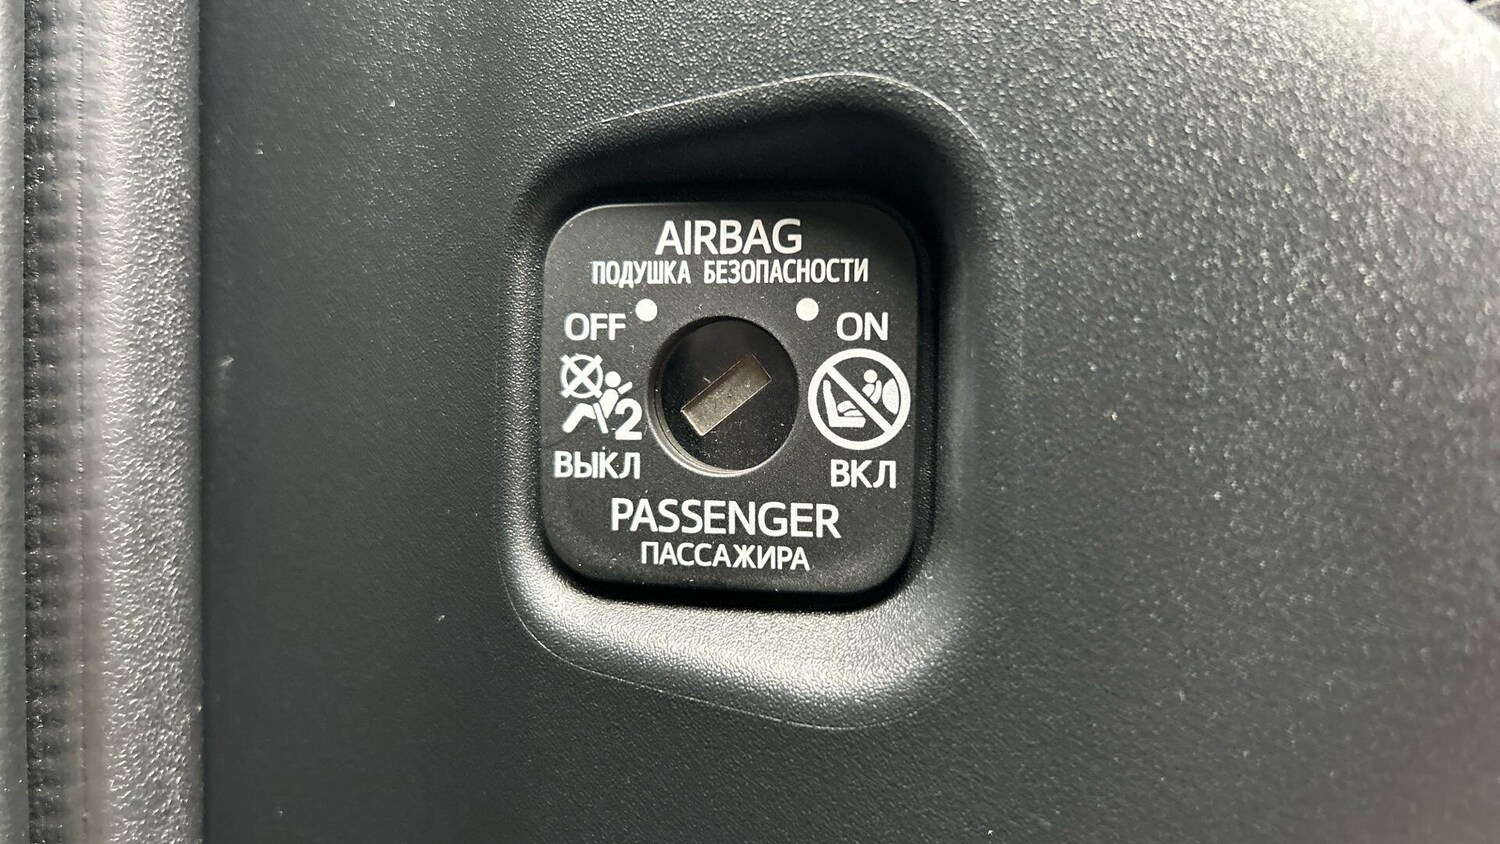 AIRBAG
ПОДУШКА БЕЗОПАСНОСТИ
OFF ON
2
ВЫКЛ ВКЛ
PASSENGER
ПАССАЖИРА